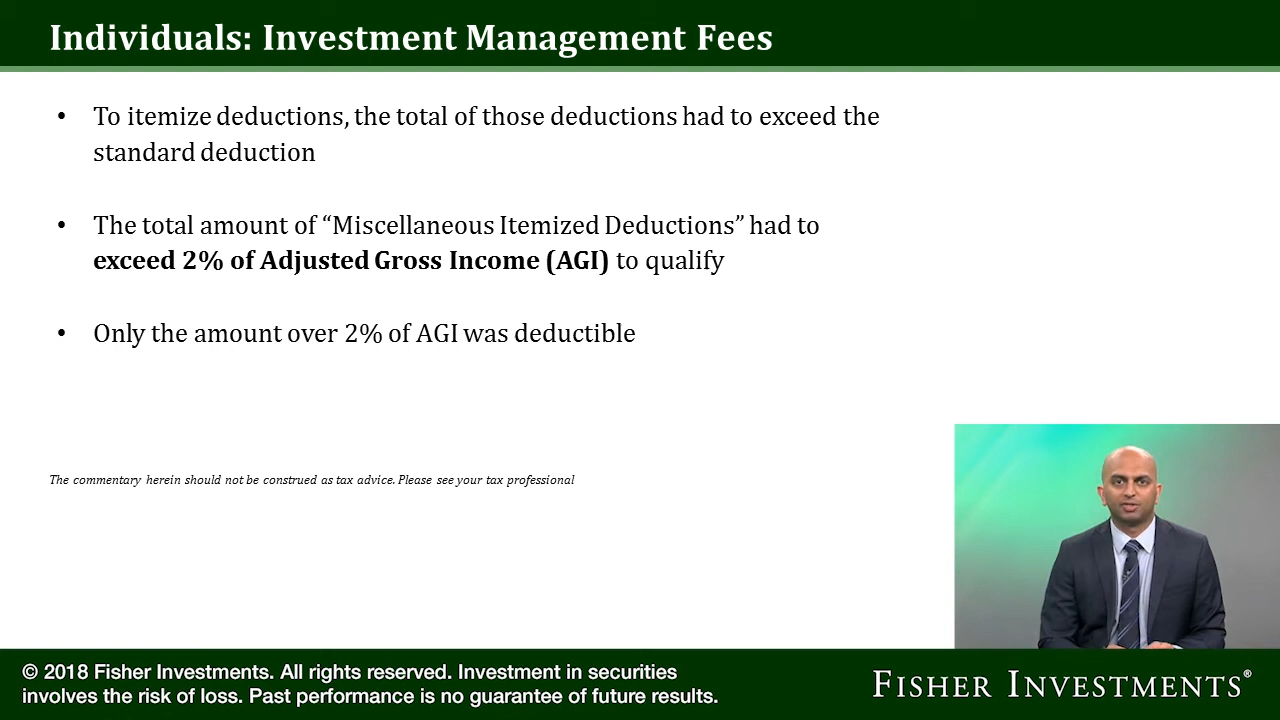 Individuals: Investment Management Fees
• To itemize deductions, the total of those deductions had to exceed the
standard deduction
• The total amount of “Miscellaneous Itemized Deductions” had to
exceed 2% of Adjusted Gross Income (AGI) to qualify
• Only the amount over 2% of AGI was deductible
The commentary herein should not be construed as tax advice. Please see your tax professional
© 2018 Fisher Investments. All rights reserved. Investment in securities
involves the risk of loss. Past performance is no guarantee of future results.
FISHER INVESTMENTS®